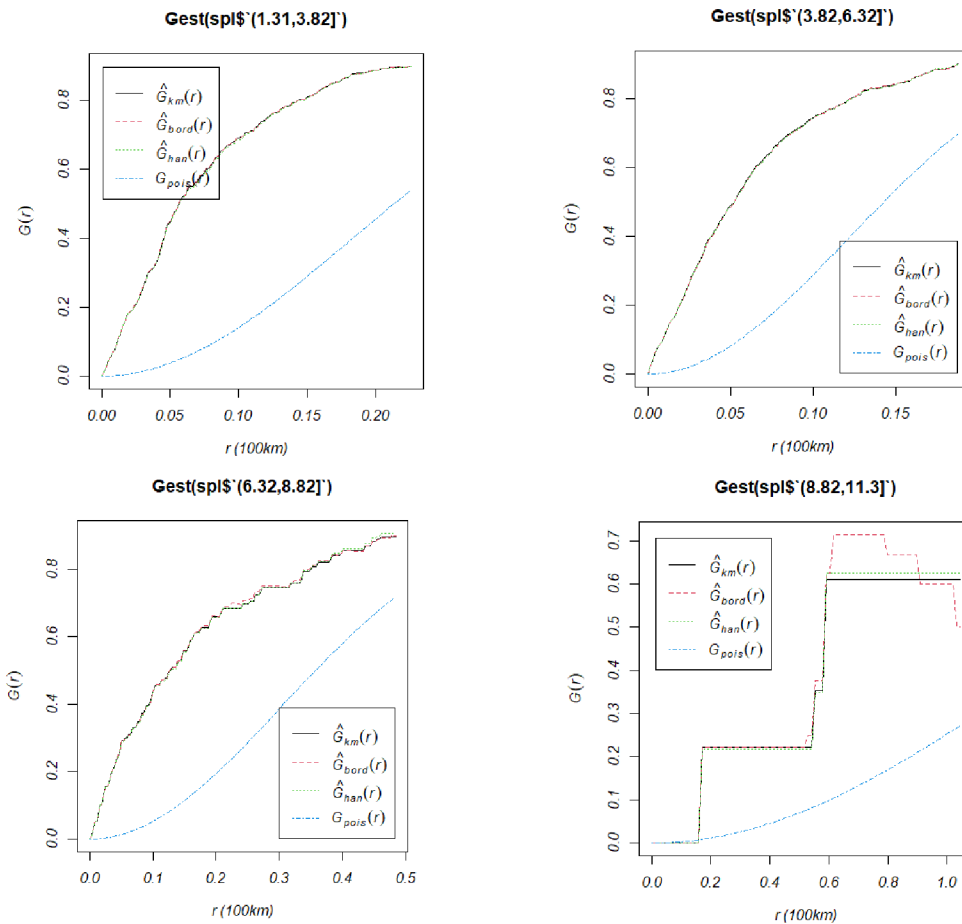 Gest(spl$`(1.31,3.82]`)
G(r)
0.0 0.2 0.4 0.6 0.8
Ĝkm(r)
Ĝbord(r)
Ĝhan(r)
Gpois(r)
0.00 0.05 0.10 0.15 0.20
r (100km)
Gest(spl$`(3.82,6.32]`)
G(r)
0.0 0.2 0.4 0.6 0.8
Ĝkm(r)
Ĝbord(r)
Ĝhan(r)
Gpois(r)
0.00 0.05 0.10 0.15
r (100km)
Gest(spl$`(6.32,8.82]`)
G(r)
0.0 0.2 0.4 0.6 0.8
Ĝkm(r)
Ĝbord(r)
Ĝhan(r)
Gpois(r)
0.0 0.1 0.2 0.3 0.4 0.5
r (100km)
Gest(spl$`(8.82,11.3]`)
G(r)
0.0 0.1 0.2 0.3 0.4 0.5 0.6 0.7
Ĝkm(r)
Ĝbord(r)
Ĝhan(r)
Gpois(r)
0.0 0.2 0.4 0.6 0.8 1.0
r (100km)